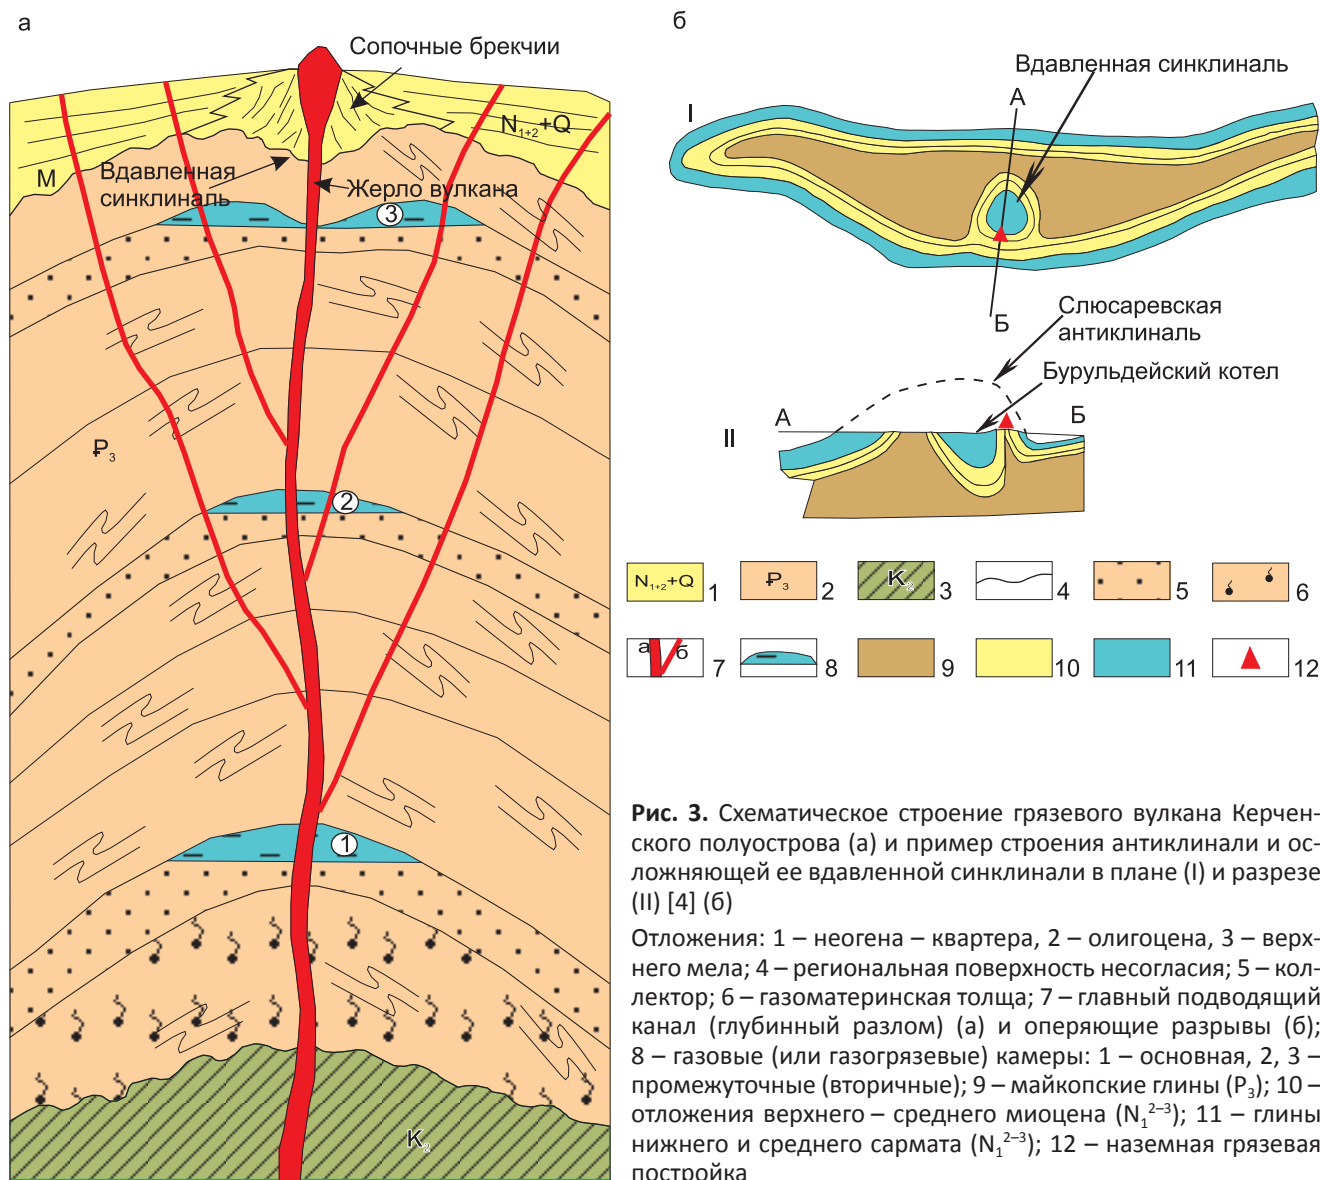 а
Сопочные брекчии
N₁₊₂+Q
М
Вдавленная
синклиналь
Жерло вулкана
3
₽₃
2
1
K₂
б
Вдавленная синклиналь
А
I
Б
Слюсаревская
антиклиналь
Бурульдейский котел
А
Б
II
N₁₊₂+Q 1
₽₃ 2
K₂ 3
4
5
6
а б 7
8
9
10
11
12
Рис. 3. Схематическое строение грязевого вулкана Керчен-
ского полуострова (а) и пример строения антиклинали и ос-
ложняющей ее вдавленной синклинали в плане (I) и разрезе
(II) [4] (б)
Отложения: 1 – неогена – квартера, 2 – олигоцена, 3 – верх-
него мела; 4 – региональная поверхность несогласия; 5 – кол-
лектор; 6 – газоматеринская толща; 7 – главный подводящий
канал (глубинный разлом) (а) и оперяющие разрывы (б);
8 – газовые (или газогрязевые) камеры: 1 – основная, 2, 3 –
промежуточные (вторичные); 9 – майкопские глины (P₃); 10 –
отложения верхнего – среднего миоцена (N₁²⁻³); 11 – глины
нижнего и среднего сармата (N₁²⁻³); 12 – наземная грязевая
постройка